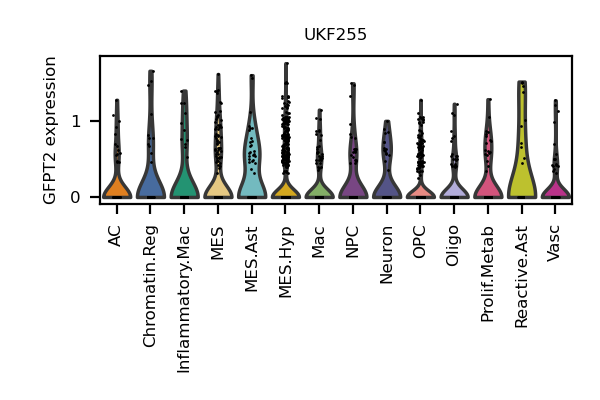 UKF255
GFPT2 expression
1
0
AC
Chromatin.Reg
Inflammatory.Mac
MES
MES.Ast
MES.Hyp
Mac
NPC
Neuron
OPC
Oligo
Prolif.Metab
Reactive.Ast
Vasc